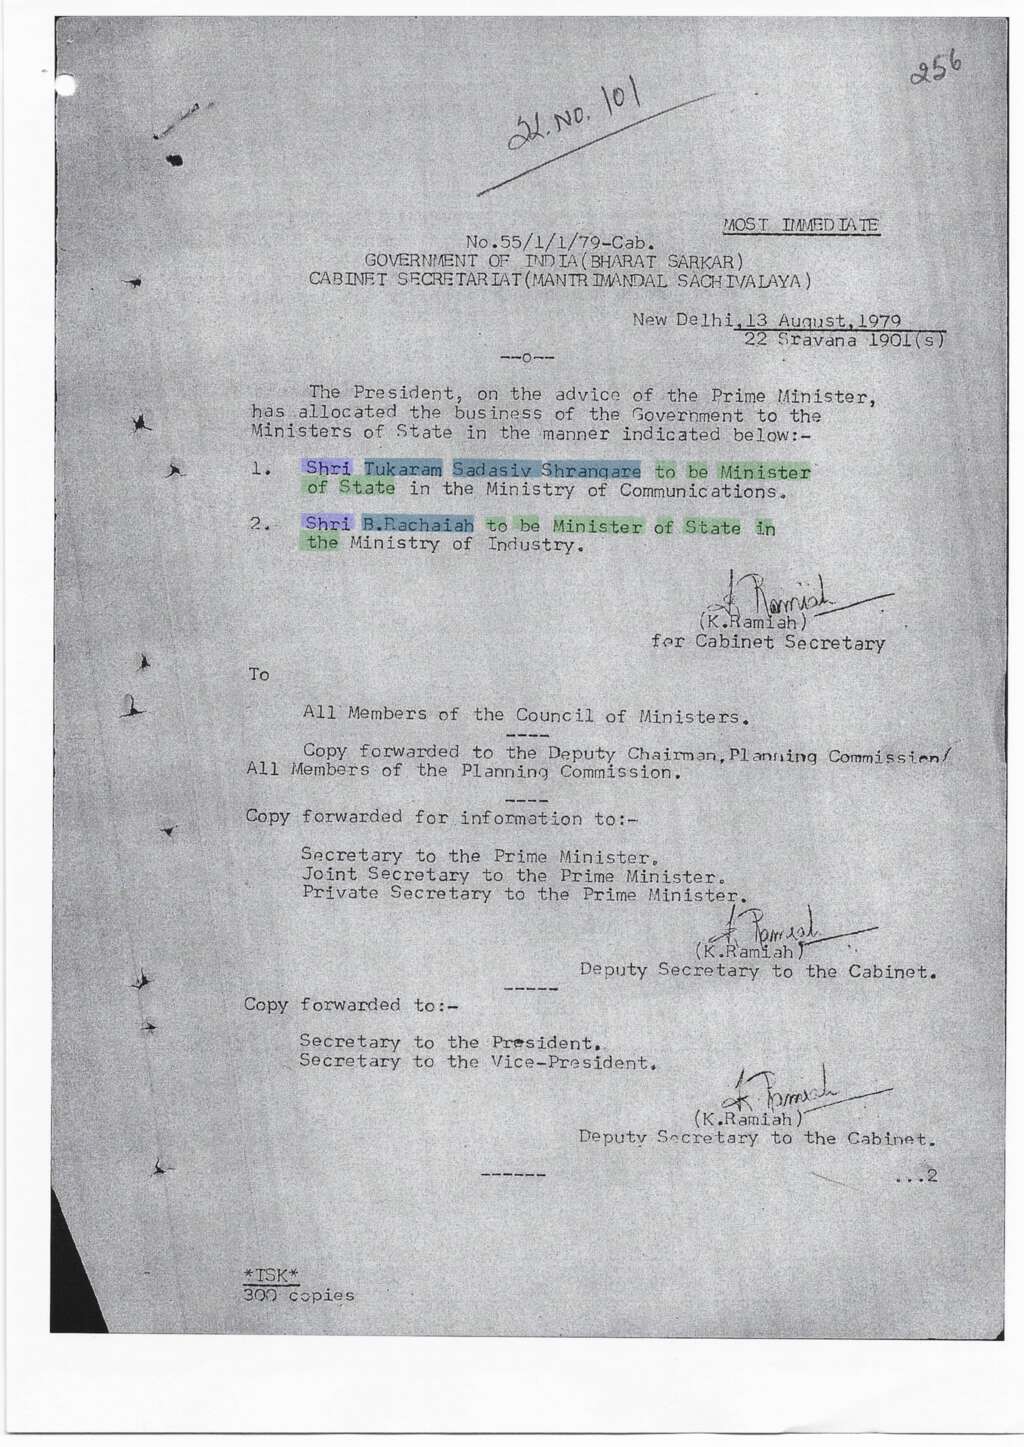 256
Sl. No. 101
MOST IMMEDIATE
No.55/1/1/79-Cab.
GOVERNMENT OF INDIA(BHARAT SARKAR)
CABINET SECRETARIAT(MANTRIMANDAL SACHIVALAYA)
New Delhi,13 August,1979
22 Sravana 1901(s)
--o--
The President, on the advice of the Prime Minister,
has allocated the business of the Government to the
Ministers of State in the manner indicated below:-
1. Shri Tukaram Sadasiv Shrangare to be Minister
of State in the Ministry of Communications.
2. Shri B.Rachaiah to be Minister of State in
the Ministry of Industry.
K Ramiah
(K.Ramiah)
for Cabinet Secretary
To
All Members of the Council of Ministers.
----
Copy forwarded to the Deputy Chairman,Planning Commission/
All Members of the Planning Commission.
----
Copy forwarded for information to:-
Secretary to the Prime Minister.
Joint Secretary to the Prime Minister.
Private Secretary to the Prime Minister.
K Ramiah
(K.Ramiah)
Deputy Secretary to the Cabinet.
-----
Copy forwarded to:-
Secretary to the President.
Secretary to the Vice-President.
K Ramiah
(K.Ramiah)
Deputy Secretary to the Cabinet.
------
...2
*TSK*
300 copies